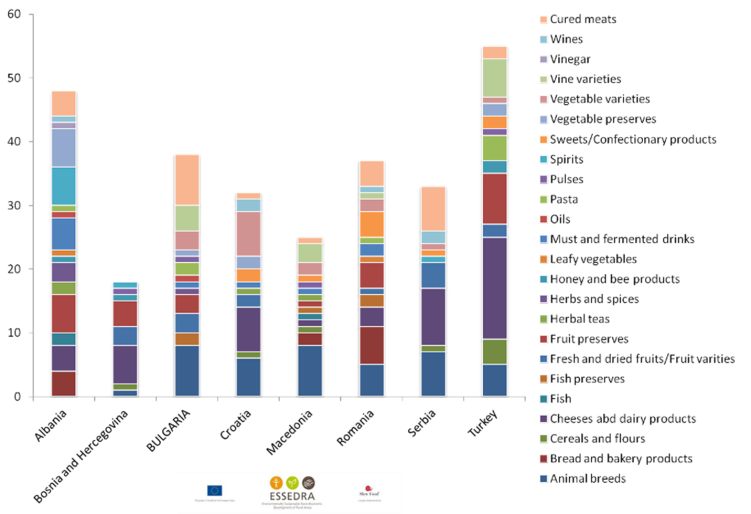 60
50
40
30
20
10
0
Albania
Bosnia and Hercegovina
BULGARIA
Croatia
Macedonia
Romania
Serbia
Turkey
Cured meats
Wines
Vinegar
Vine varieties
Vegetable varieties
Vegetable preserves
Sweets/Confectionary products
Spirits
Pulses
Pasta
Oils
Must and fermented drinks
Leafy vegetables
Honey and bee products
Herbs and spices
Herbal teas
Fruit preserves
Fresh and dried fruits/Fruit varities
Fish preserves
Fish
Cheeses abd dairy products
Cereals and flours
Bread and bakery products
Animal breeds
ESSEDRA
Slow Food